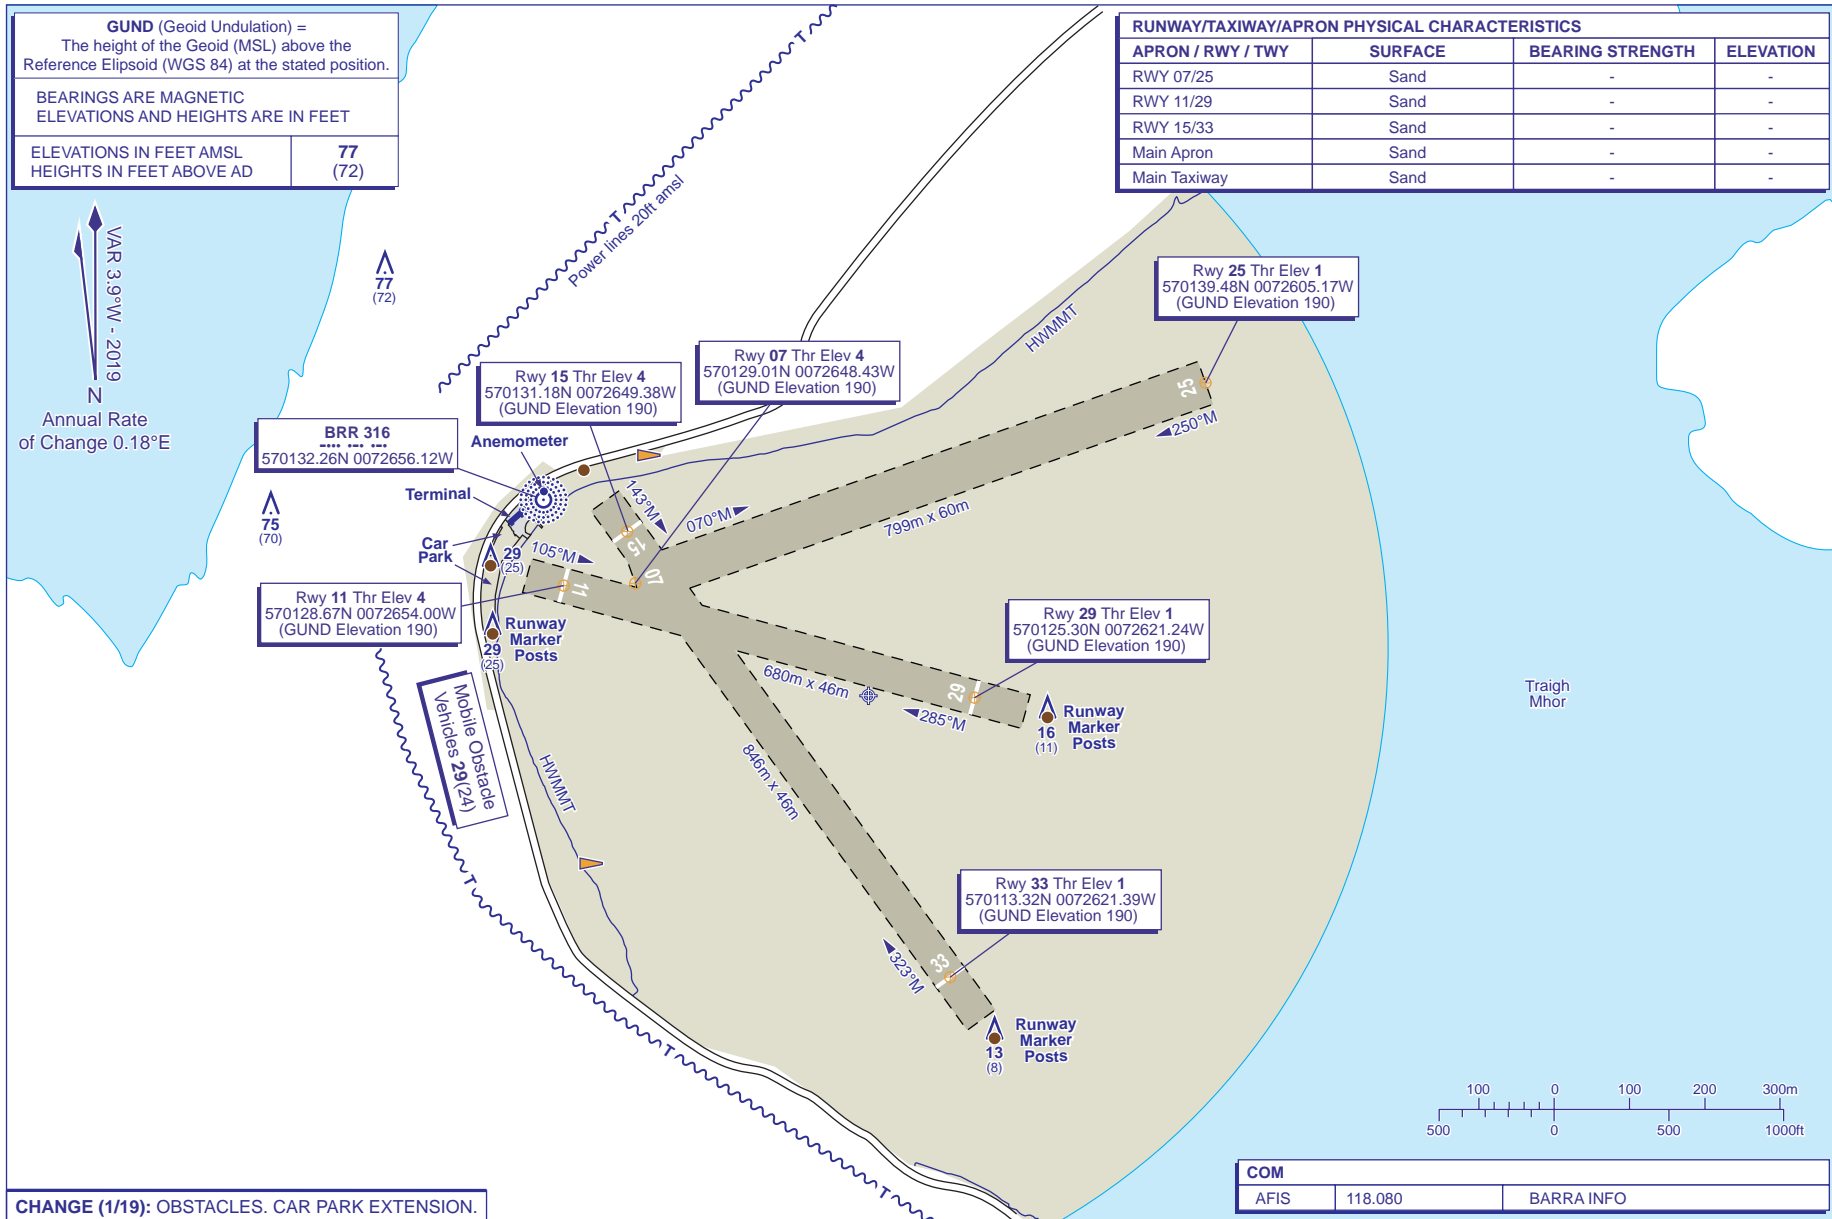 GUND (Geoid Undulation) =
The height of the Geoid (MSL) above the
Reference Elipsoid (WGS 84) at the stated position.
BEARINGS ARE MAGNETIC
ELEVATIONS AND HEIGHTS ARE IN FEET
ELEVATIONS IN FEET AMSL 77
HEIGHTS IN FEET ABOVE AD (72)
RUNWAY/TAXIWAY/APRON PHYSICAL CHARACTERISTICS
APRON / RWY / TWY SURFACE BEARING STRENGTH ELEVATION
RWY 07/25 Sand - -
RWY 11/29 Sand - -
RWY 15/33 Sand - -
Main Apron Sand - -
Main Taxiway Sand - -
VAR 3.9°W - 2019
N
Annual Rate
of Change 0.18°E
77
(72)
T
T
Power lines 20ft amsl
Rwy 25 Thr Elev 1
570139.48N 0072605.17W
(GUND Elevation 190)
HWMMT
Rwy 07 Thr Elev 4
570129.01N 0072648.43W
(GUND Elevation 190)
Rwy 15 Thr Elev 4
570131.18N 0072649.38W
(GUND Elevation 190)
BRR 316
570132.26N 0072656.12W
Anemometer
Terminal
Car
Park
75
(70)
29
(25)
25
250°M
143°M
070°M
799m x 60m
105°M
15
07
11
Rwy 11 Thr Elev 4
570128.67N 0072654.00W
(GUND Elevation 190)
Runway
Marker
Posts
29
(25)
Rwy 29 Thr Elev 1
570125.30N 0072621.24W
(GUND Elevation 190)
680m x 46m
29
285°M
16
(11)
Runway
Marker
Posts
Traigh
Mhor
Mobile Obstacle
Vehicles 29(24)
HWMMT
846m x 46m
T
Rwy 33 Thr Elev 1
570113.32N 0072621.39W
(GUND Elevation 190)
33
323°M
13
(8)
Runway
Marker
Posts
T
T
100 0 100 200 300m
500 0 500 1000ft
COM
AFIS 118.080 BARRA INFO
CHANGE (1/19): OBSTACLES. CAR PARK EXTENSION.